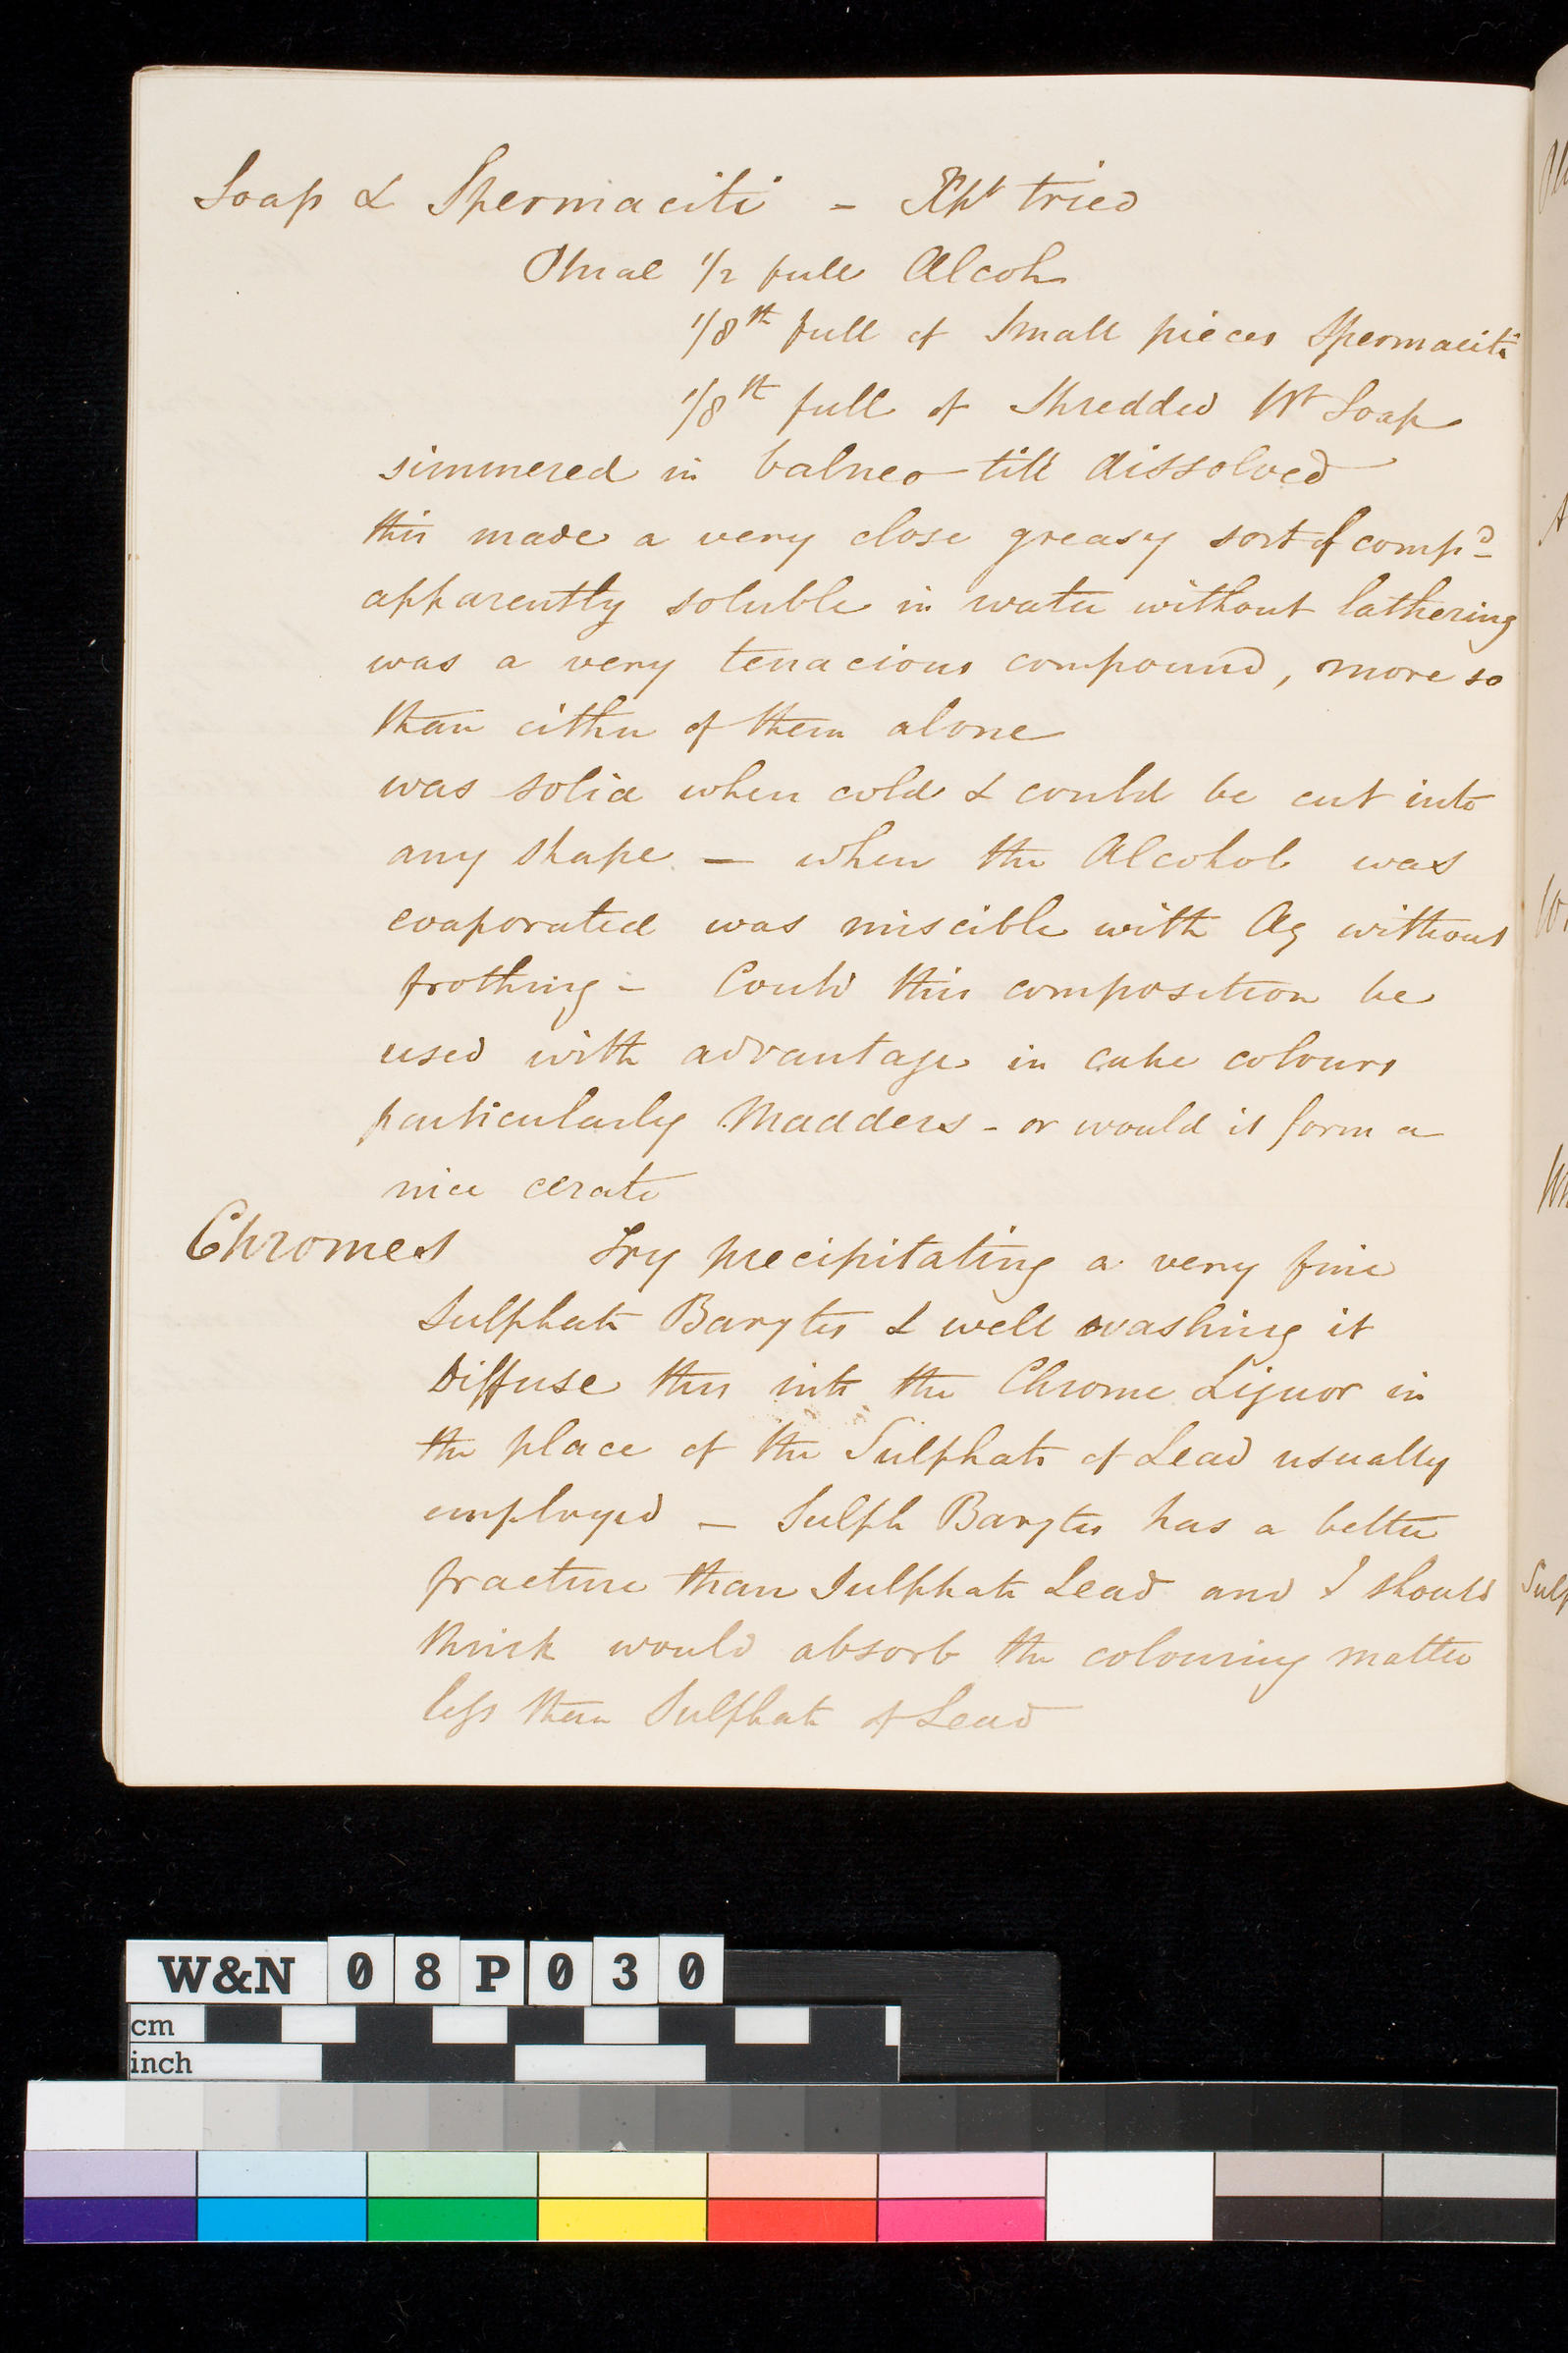 Soap & Spermaciti - Expt tried
Phial 1/2 full Alcoh
1/8th full of small pieces Spermaciti
1/8th full of shredded Wt Soap
simmered in balneo till dissolved
this made a very close greasy sort of compd
apparently soluble in water without lathering
was a very tenacious compound, more so
than either of them alone
was solid when cold & could be cut into
any shape - when the Alcohol was
evaporated was miscible with Aq without
frothing - Could this composition be
used with advantage in cake colours
particularly Madders - or would it form a
nice cerate
Chromes Try precipitating a very fine
Sulphate Barytes & well washing it
Diffuse this into the Chrome Liquor in
the place of the Sulphate of Lead usually
employed - Sulph Barytes has a better
fracture than Sulphate Lead and I should
think would absorb the colouring matter
less than Sulphate of Lead
Sulp
W&N 08P030
cm
inch